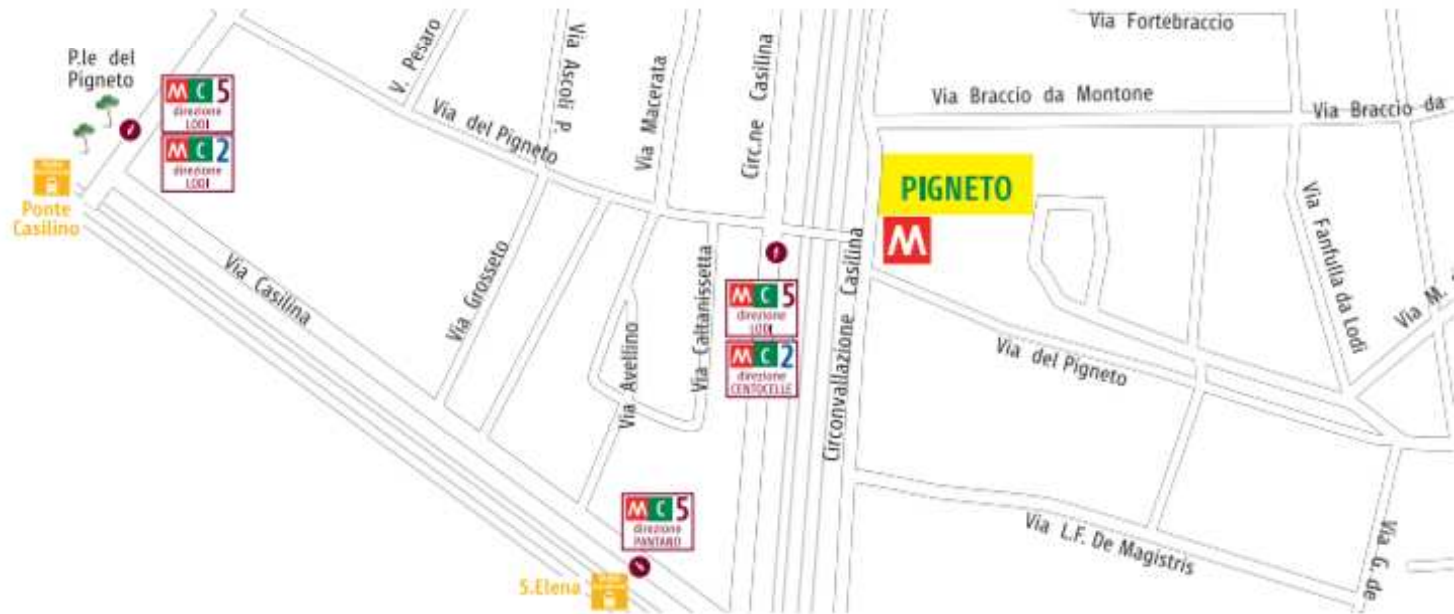 P.le del
Pigneto
MC5
direzione
LODI
MC2
direzione
LODI
Ponte
Casilino
V. Pesaro
Via Ascoli P.
Via Macerata
Circ.ne Casilina
Via Fortebraccio
Via Braccio da Montone
Via Braccio da
Via del Pigneto
PIGNETO
M
Via Casilina
Via Grosseto
Via Avellino
Via Caltanissetta
MC5
direzione
LODI
MC2
direzione
CENTOCELLE
Circonvallazione Casilina
Via Fanfulla da Lodi
Via M.
Via del Pigneto
MC5
direzione
PANTANO
S.Elena
Via L.F. De Magistris
Via G. de